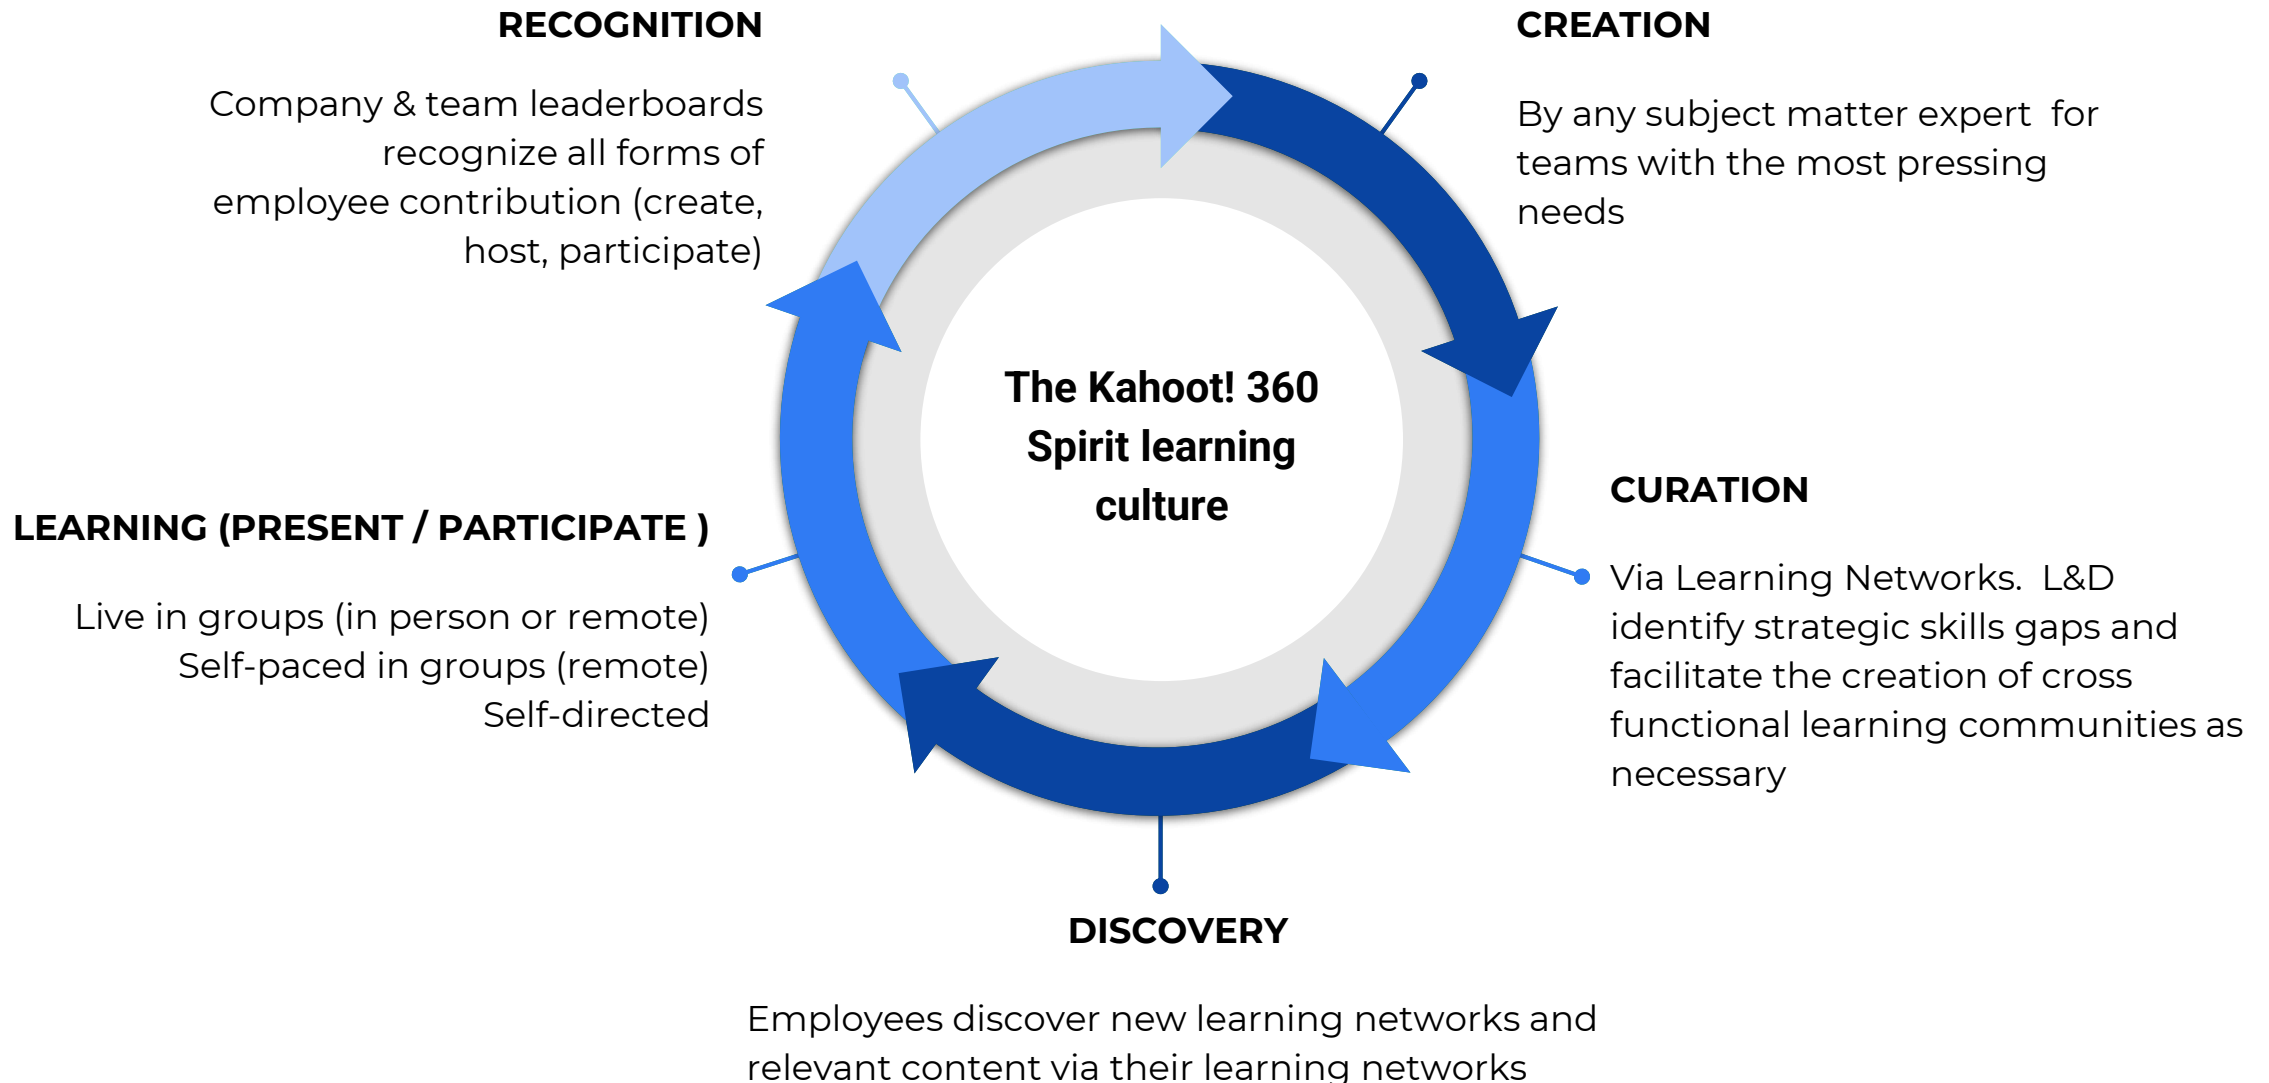 RECOGNITION
Company & team leaderboards
recognize all forms of
employee contribution (create,
host, participate)
CREATION
By any subject matter expert  for
teams with the most pressing
needs
The Kahoot! 360
Spirit learning
culture
CURATION
Via Learning Networks.  L&D
identify strategic skills gaps and
facilitate the creation of cross
functional learning communities as
necessary
LEARNING (PRESENT / PARTICIPATE )
Live in groups (in person or remote)
Self-paced in groups (remote)
Self-directed
DISCOVERY
Employees discover new learning networks and
relevant content via their learning networks